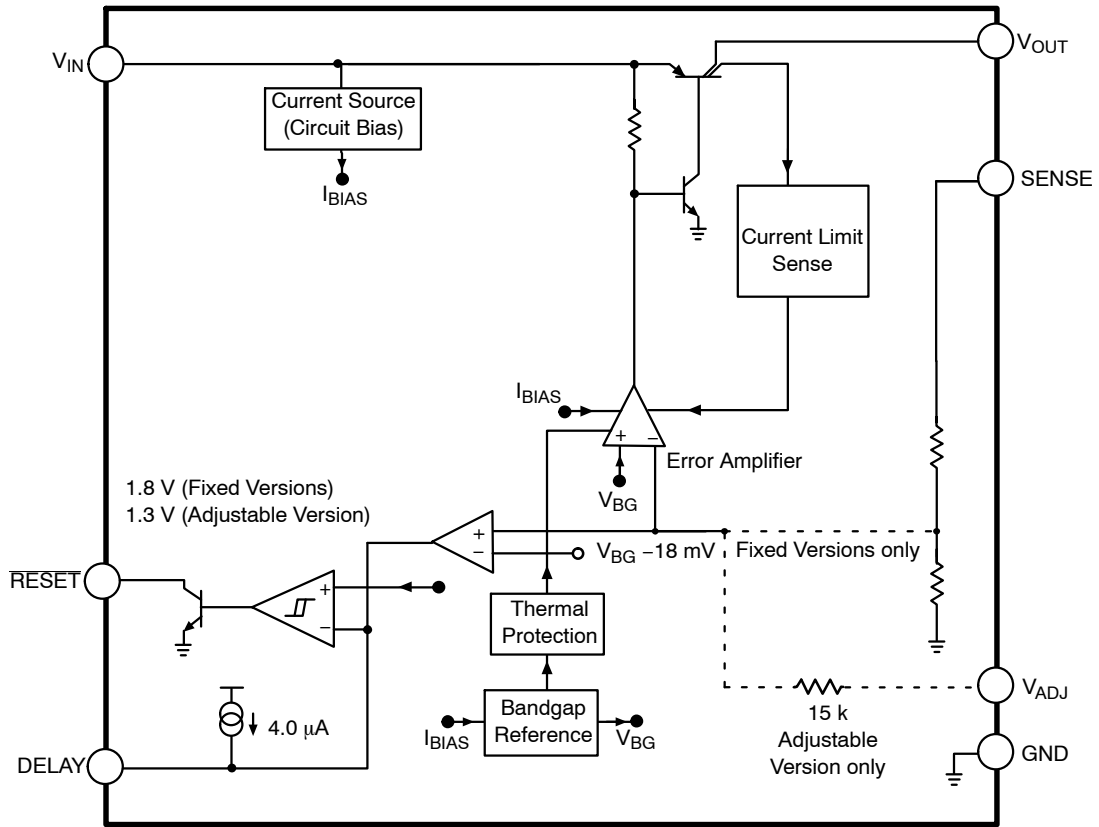 V_IN
V_OUT
Current Source
(Circuit Bias)
I_BIAS
SENSE
Current Limit
Sense
I_BIAS
+ −
Error Amplifier
V_BG
1.8 V (Fixed Versions)
1.3 V (Adjustable Version)
+
−
V_BG −18 mV
Fixed Versions only
RESET
+
−
Thermal
Protection
4.0 μA
I_BIAS
Bandgap
Reference
V_BG
15 k
Adjustable
Version only
V_ADJ
GND
DELAY